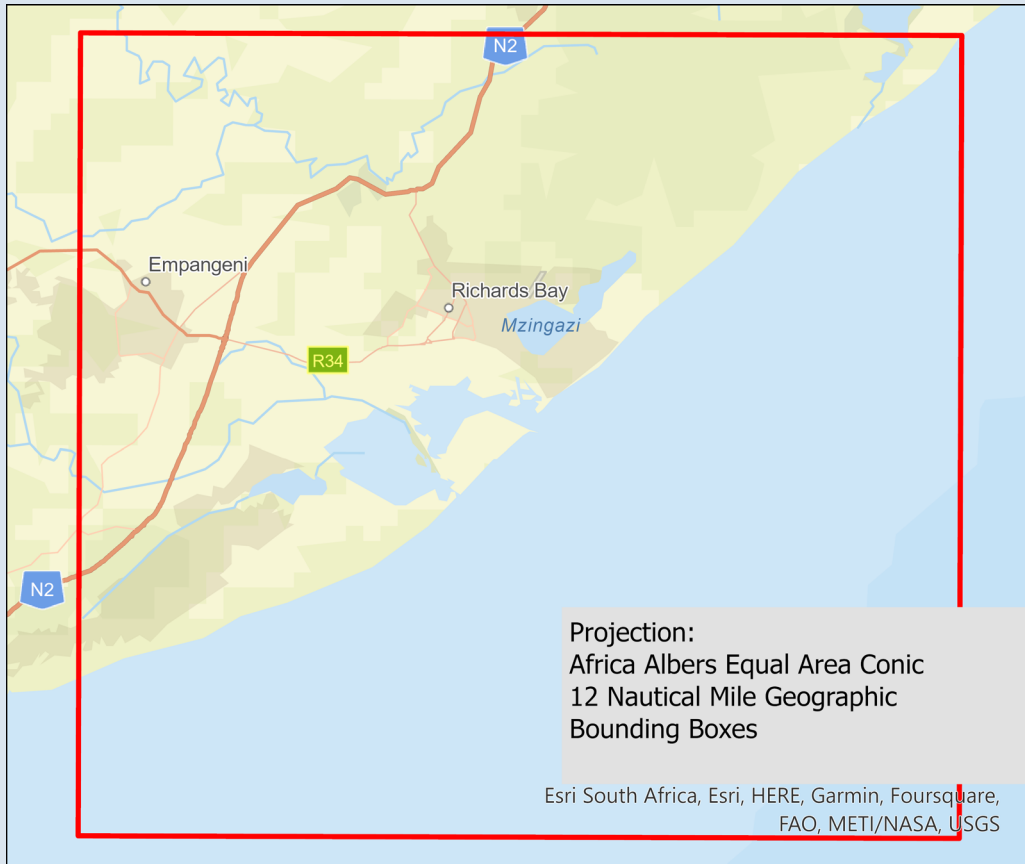 N2
Empangeni
Richards Bay
Mzingazi
R34
N2
Projection:
Africa Albers Equal Area Conic
12 Nautical Mile Geographic
Bounding Boxes
Esri South Africa, Esri, HERE, Garmin, Foursquare,
FAO, METI/NASA, USGS